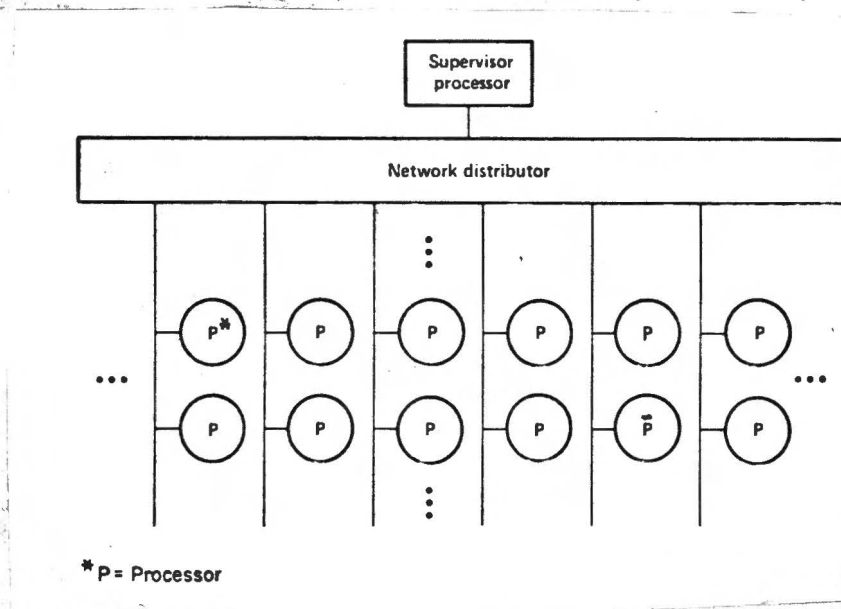 Supervisor
processor
Network distributor
P* P P P P P
P P P P P P
* P = Processor